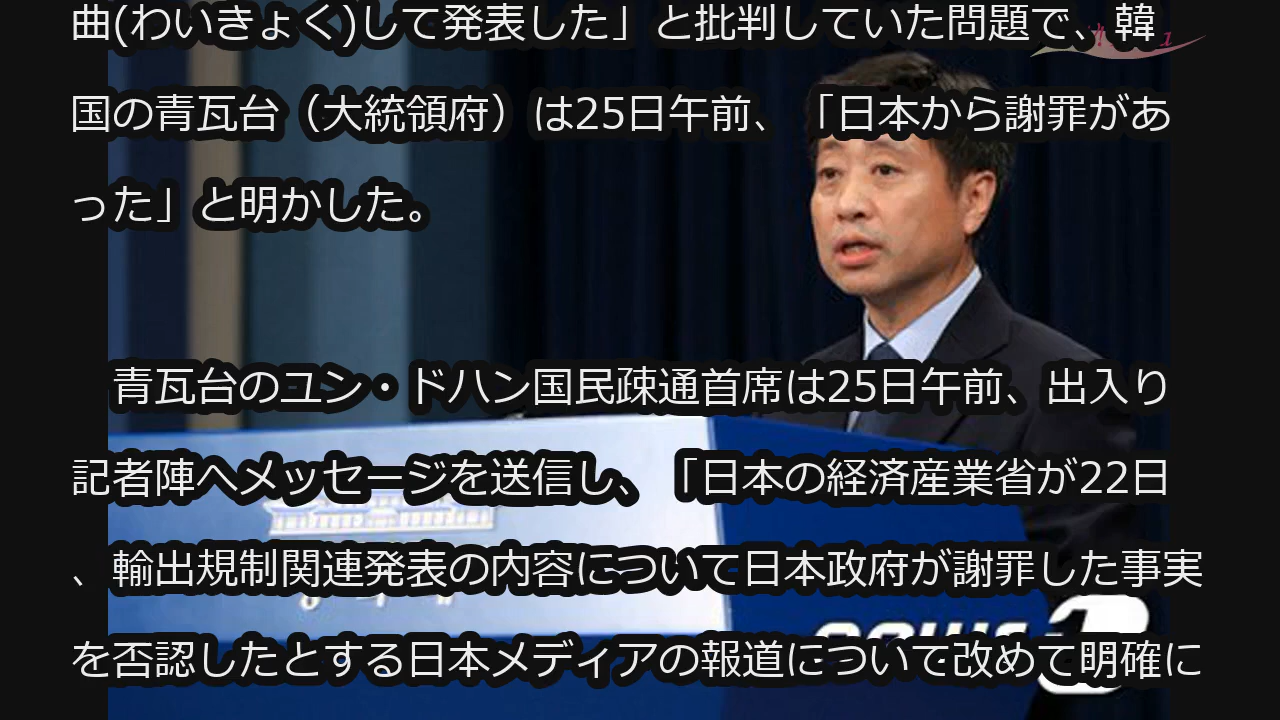 曲(わいきょく)して発表した」と批判していた問題で、韓
国の青瓦台（大統領府）は25日午前、「日本から謝罪があ
った」と明かした。
青瓦台のユン・ドハン国民疎通首席は25日午前、出入り
記者陣へメッセージを送信し、「日本の経済産業省が22日
、輸出規制関連発表の内容について日本政府が謝罪した事実
を否認したとする日本メディアの報道について改めて明確に
news1